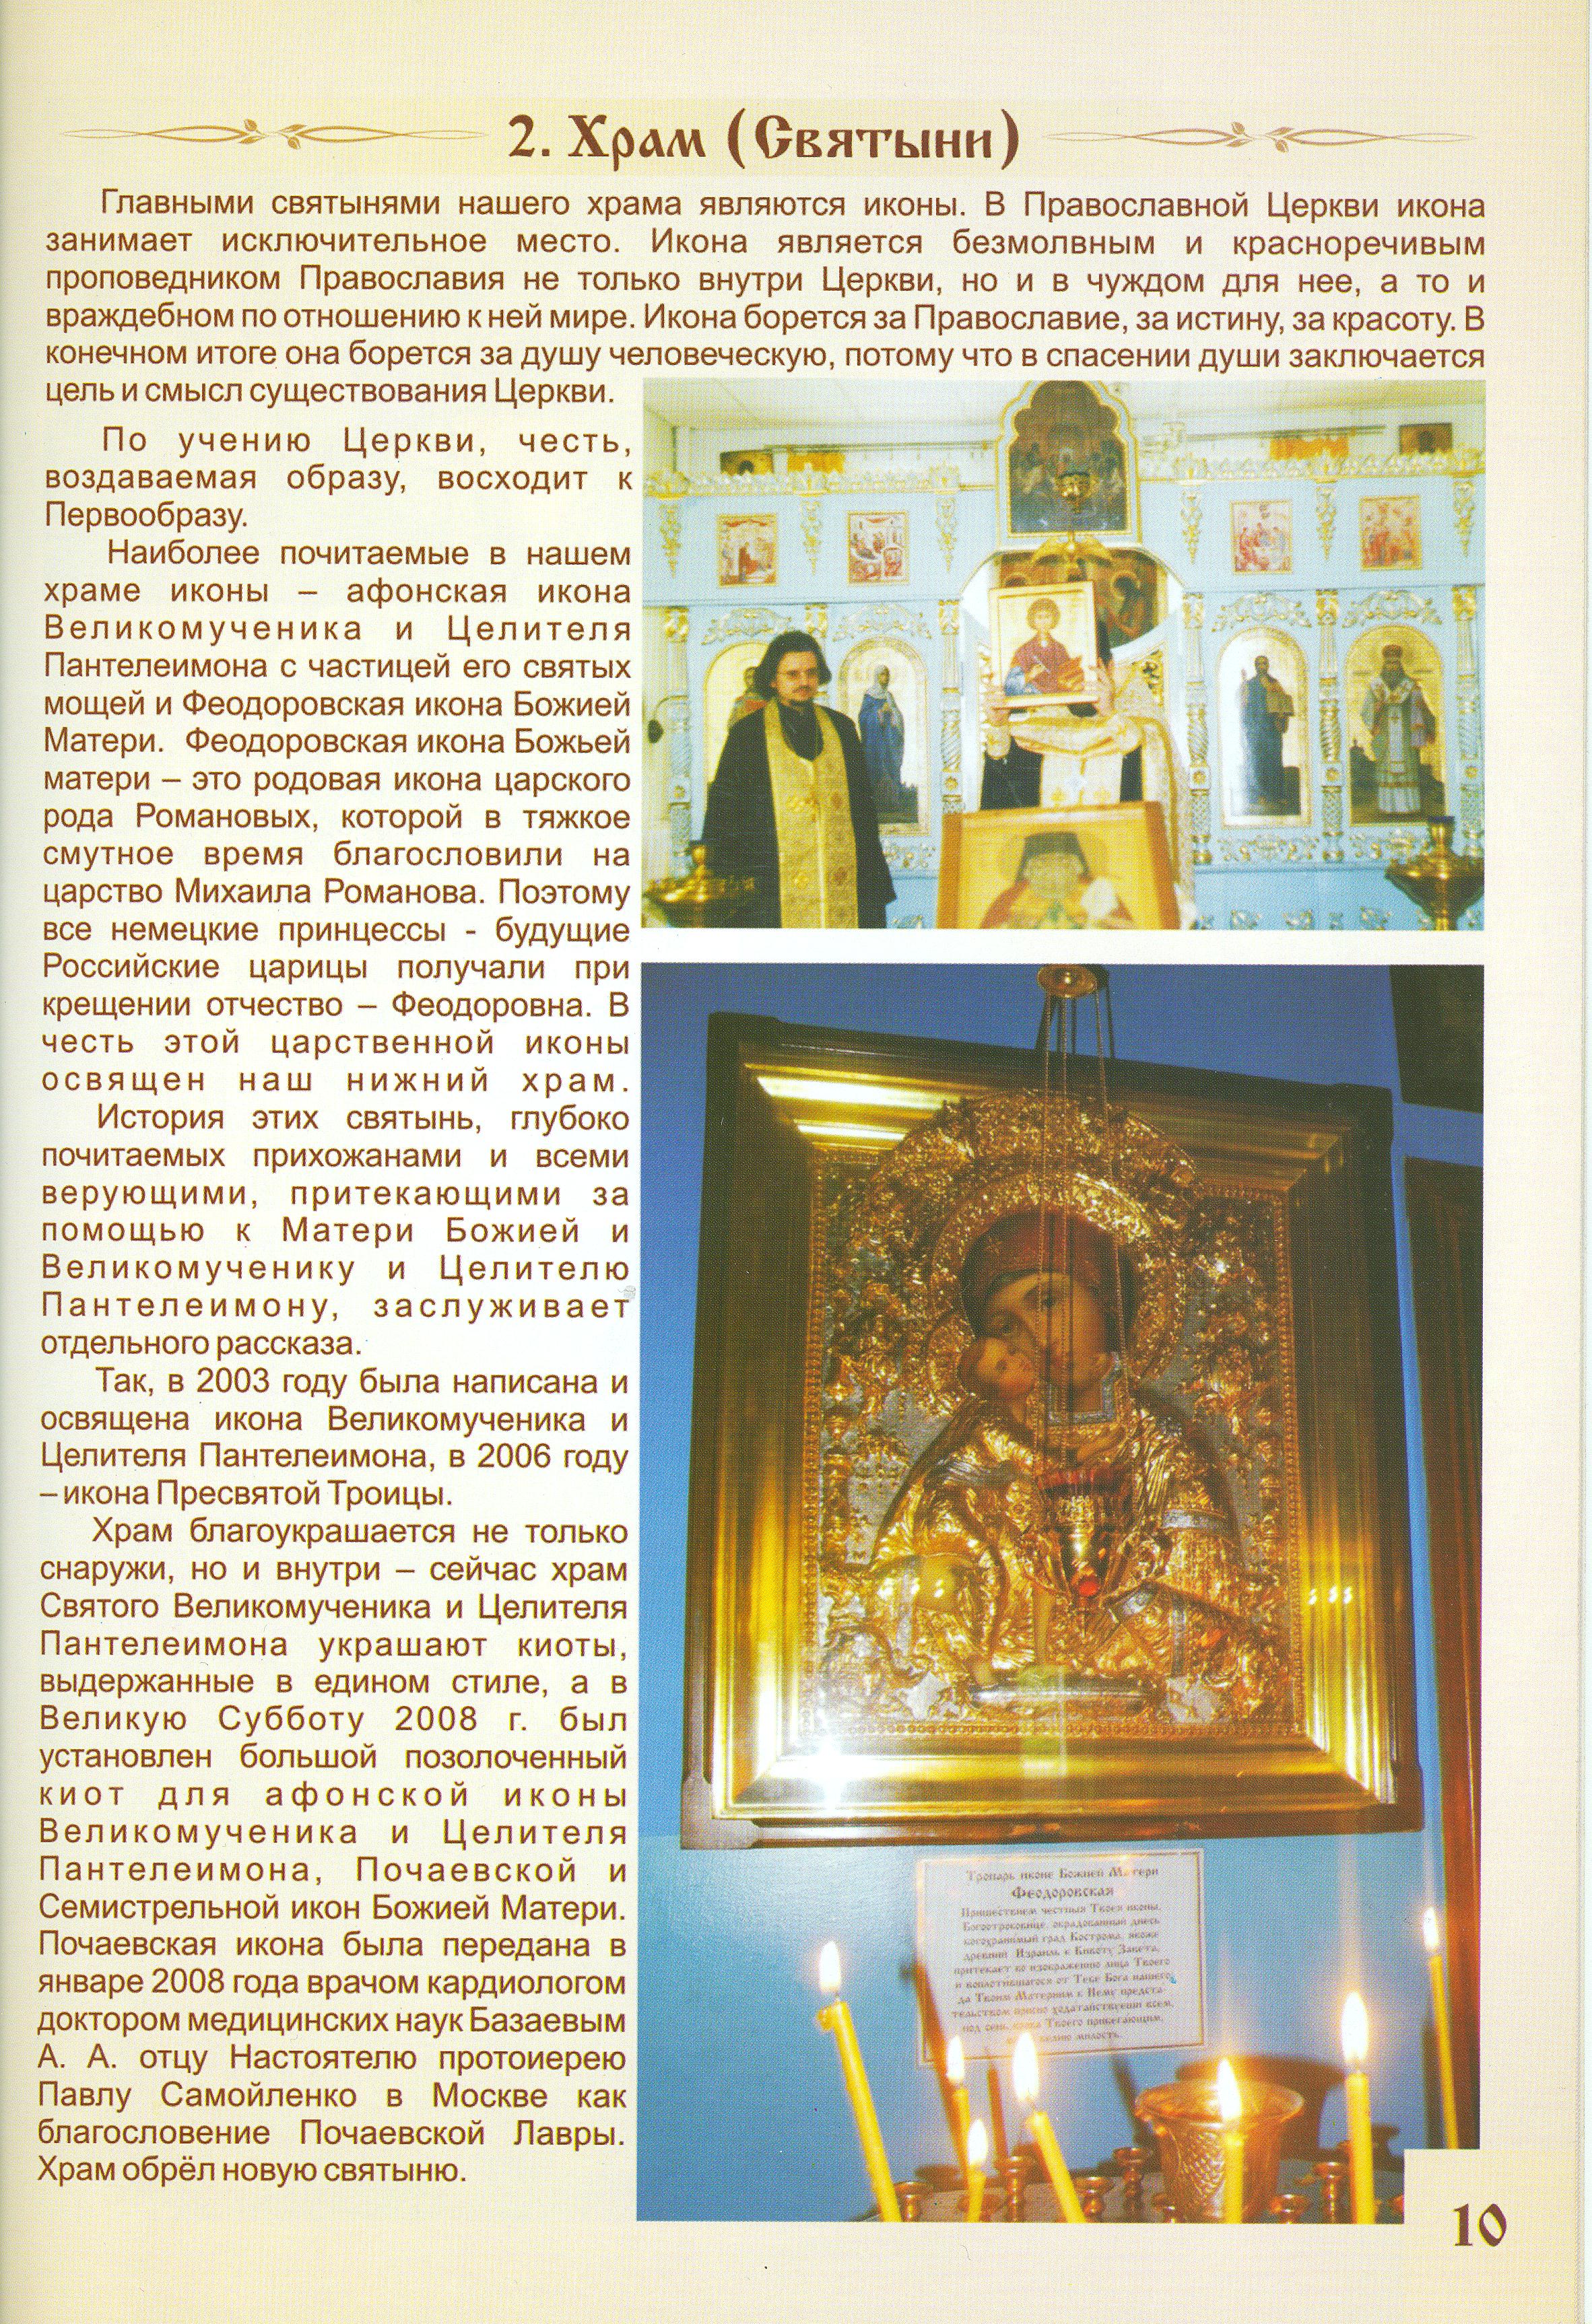 2. Храм (Святыни)
Главными святынями нашего храма являются иконы. В Православной Церкви икона
занимает исключительное место. Икона является безмолвным и красноречивым
проповедником Православия не только внутри Церкви, но и в чуждом для нее, а то и
враждебном по отношению к ней мире. Икона борется за Православие, за истину, за красоту. В
конечном итоге она борется за душу человеческую, потому что в спасении души заключается
цель и смысл существования Церкви.
По учению Церкви, честь,
воздаваемая образу, восходит к
Первообразу.
Наиболее почитаемые в нашем
храме иконы – афонская икона
Великомученика и Целителя
Пантелеимона с частицей его святых
мощей и Феодоровская икона Божией
Матери. Феодоровская икона Божьей
матери – это родовая икона царского
рода Романовых, которой в тяжкое
смутное время благословили на
царство Михаила Романова. Поэтому
все немецкие принцессы - будущие
Российские царицы получали при
крещении отчество – Феодоровна. В
честь этой царственной иконы
освящен наш нижний храм.
История этих святынь, глубоко
почитаемых прихожанами и всеми
верующими, притекающими за
помощью к Матери Божией и
Великомученику и Целителю
Пантелеимону, заслуживает
отдельного рассказа.
Так, в 2003 году была написана и
освящена икона Великомученика и
Целителя Пантелеимона, в 2006 году
– икона Пресвятой Троицы.
Храм благоукрашается не только
снаружи, но и внутри – сейчас храм
Святого Великомученика и Целителя
Пантелеимона украшают киоты,
выдержанные в едином стиле, а в
Великую Субботу 2008 г. был
установлен большой позолоченный
киот для афонской иконы
Великомученика и Целителя
Пантелеимона, Почаевской и
Семистрельной икон Божией Матери.
Почаевская икона была передана в
январе 2008 года врачом кардиологом
доктором медицинских наук Базаевым
А. А. отцу Настоятелю протоиерею
Павлу Самойленко в Москве как
благословение Почаевской Лавры.
Храм обрёл новую святыню.
Тропарь иконе Божией Матери
Феодоровская
Пришествием честныя Твоея иконы,
Богоотроковице, обрадованный днесь
богохранимый град Кострома, якоже
древний Израиль к Кивоту Завета,
притекает ко изображению лица Твоего
и воплотившагося от Тебе Бога нашего,
да Твоим Матерним к Нему предста-
тельством присно ходатайствуеши всем,
под сень Твоего прибегающим,
велию милость.
10